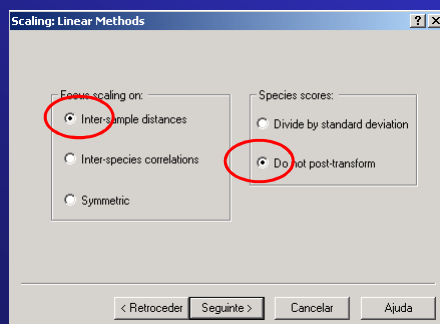 Scaling: Linear Methods
Focus scaling on:
Inter-sample distances
Inter-species correlations
Symmetric
Species scores:
Divide by standard deviation
Do not post-transform
< Retroceder
Seguinte >
Cancelar
Ajuda